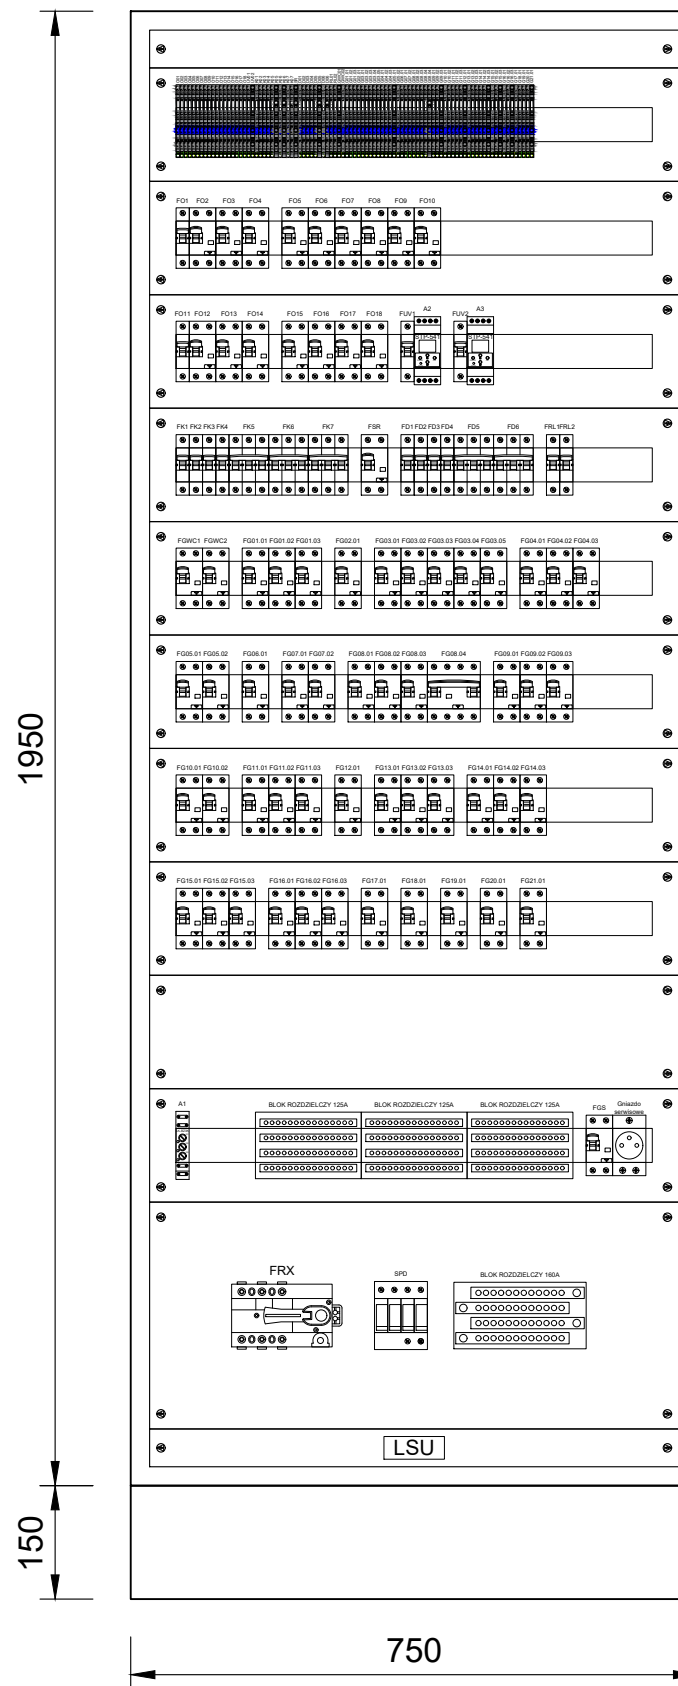 FO1 FO2 FO3 FO4 FO5 FO6 FO7 FO8 FO9 FO10
FO11 FO12 FO13 FO14 FO15 FO16 FO17 FO18 FUV1 A2 FUV2 A3
STP-541 STP-541
FK1 FK2 FK3 FK4 FK5 FK6 FK7 FSR FD1 FD2 FD3 FD4 FD5 FD6 FRL1 FRL2
FGWC1 FGWC2 FG01.01 FG01.02 FG01.03 FG02.01 FG03.01 FG03.02 FG03.03 FG03.04 FG03.05 FG04.01 FG04.02 FG04.03
FG05.01 FG05.02 FG06.01 FG07.01 FG07.02 FG08.01 FG08.02 FG08.03 FG08.04 FG09.01 FG09.02 FG09.03
1950
FG10.01 FG10.02 FG11.01 FG11.02 FG11.03 FG12.01 FG13.01 FG13.02 FG13.03 FG14.01 FG14.02 FG14.03
FG15.01 FG15.02 FG15.03 FG16.01 FG16.02 FG16.03 FG17.01 FG18.01 FG19.01 FG20.01 FG21.01
A1 BLOK ROZDZIELCZY 125A BLOK ROZDZIELCZY 125A BLOK ROZDZIELCZY 125A FGS Gniazdo
serwisowe
FRX SPD BLOK ROZDZIELCZY 160A
LSU
150
750